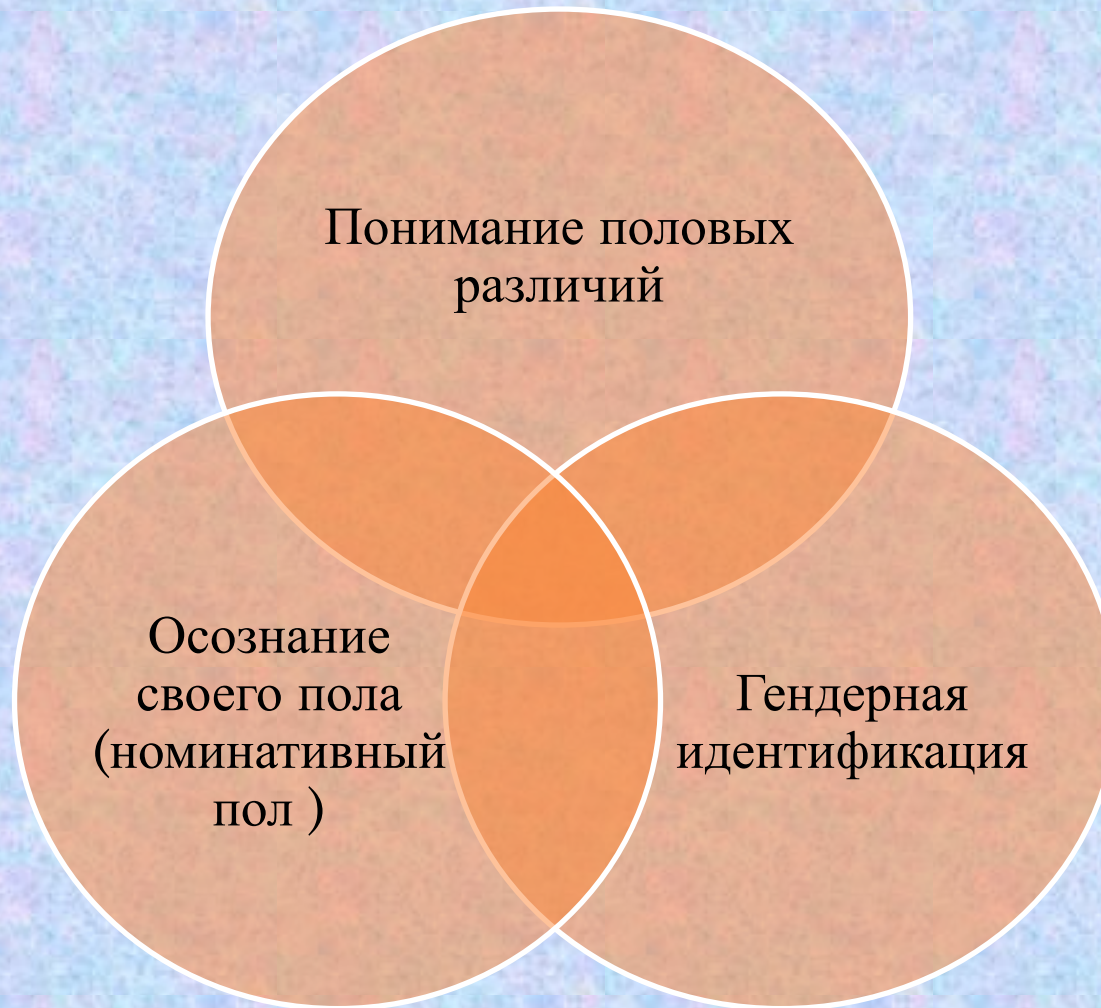 Понимание половых
различий
Осознание
своего пола
(номинативный
пол )
Гендерная
идентификация